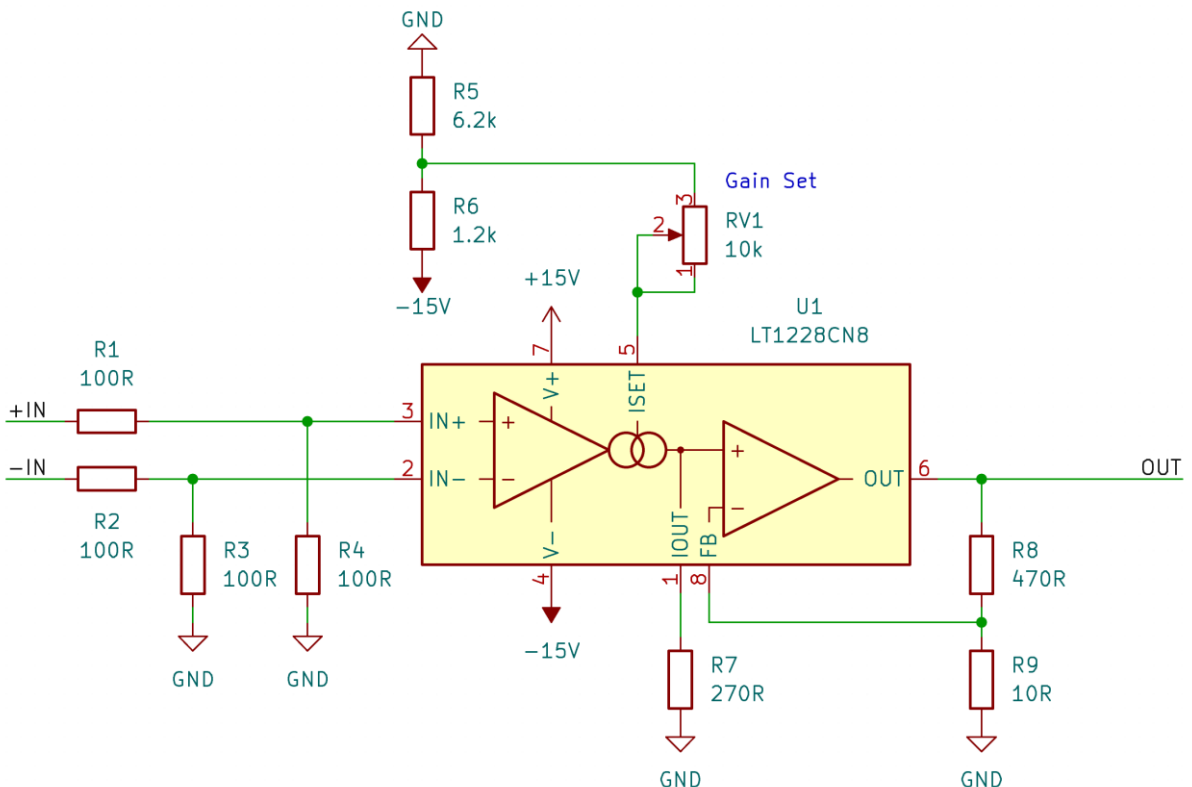 GND
R5
6.2k
Gain Set
R6
1.2k
3
2
RV1
10k
1
-15V
+15V
U1
LT1228CN8
7
5
R1
100R
+IN
3
IN+
+
V+
ISET
-IN
2
IN-
-
+
-
OUT
6
OUT
R2
100R
R3
100R
R4
100R
V-
IOUT
FB
4
1
8
R8
470R
-15V
GND
GND
R7
270R
R9
10R
GND
GND